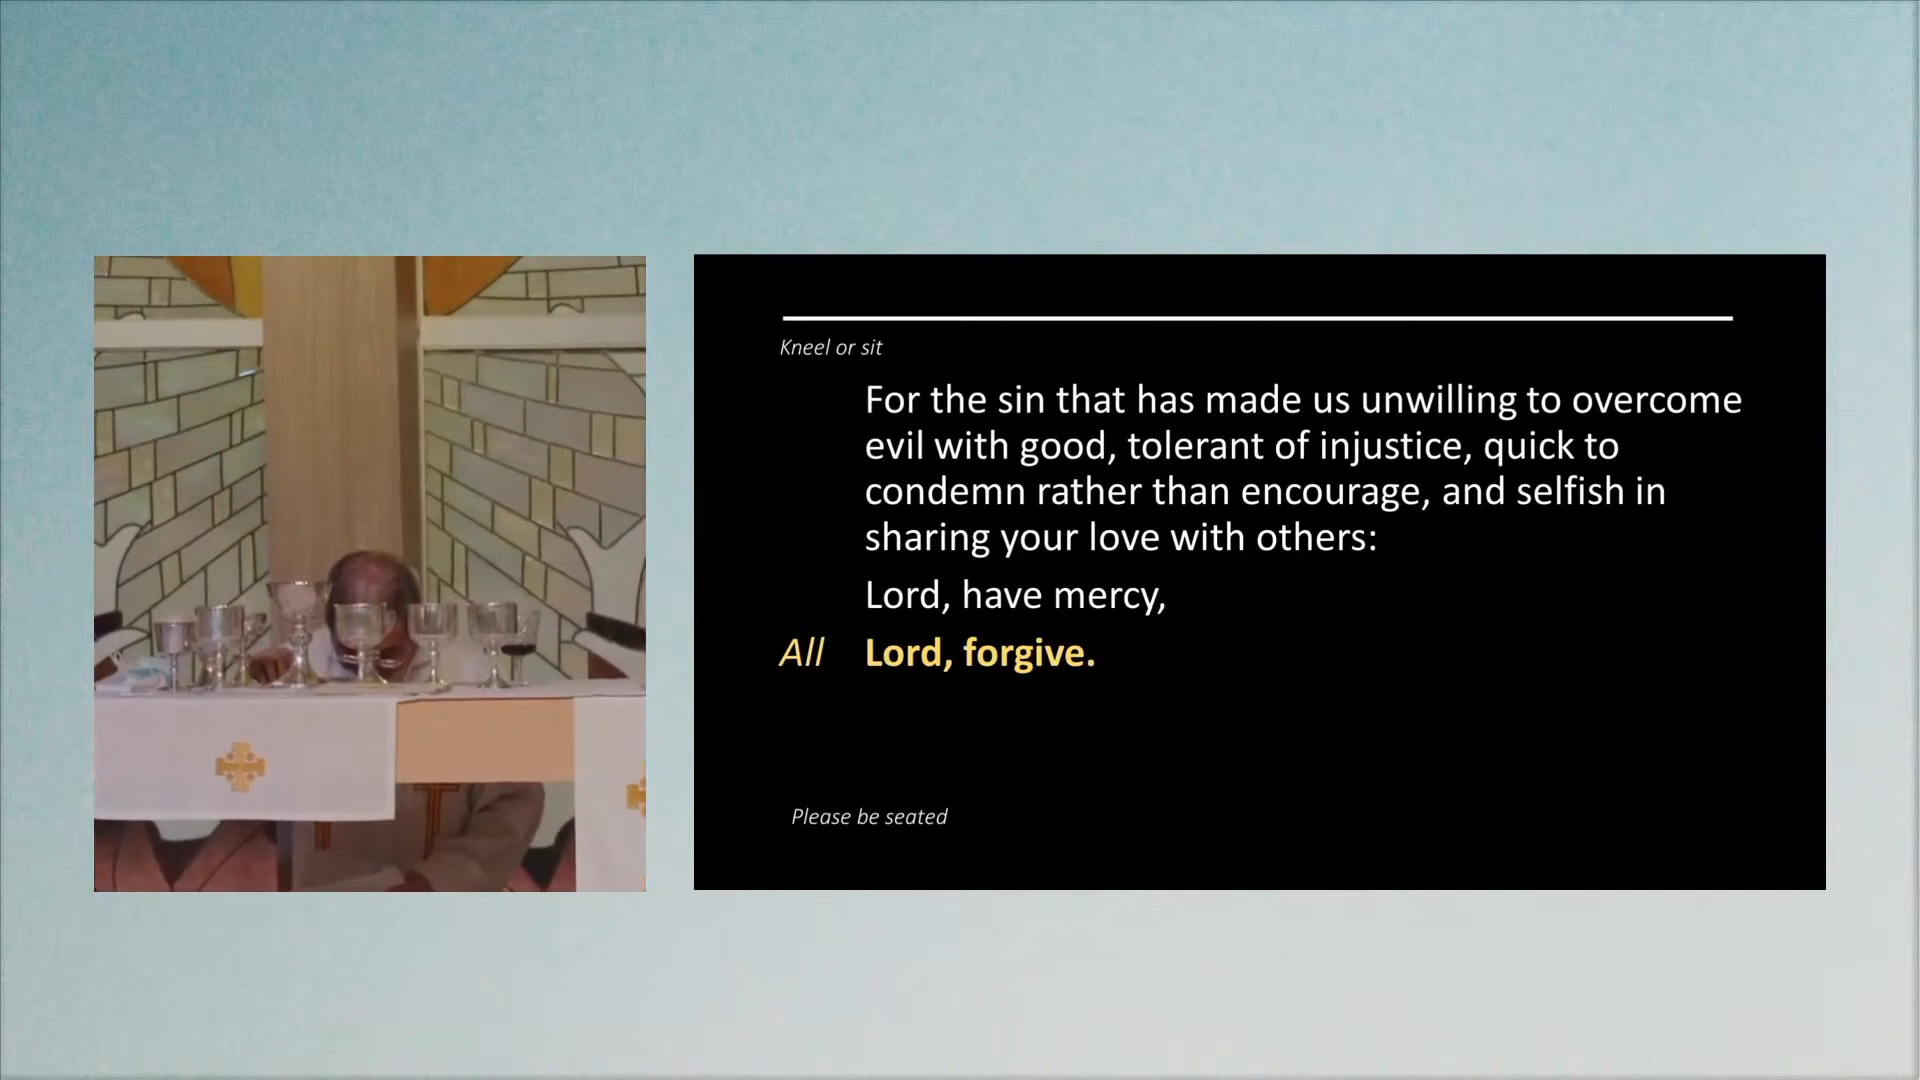 Kneel or sit
For the sin that has made us unwilling to overcome
evil with good, tolerant of injustice, quick to
condemn rather than encourage, and selfish in
sharing your love with others:
Lord, have mercy,
All Lord, forgive.
Please be seated